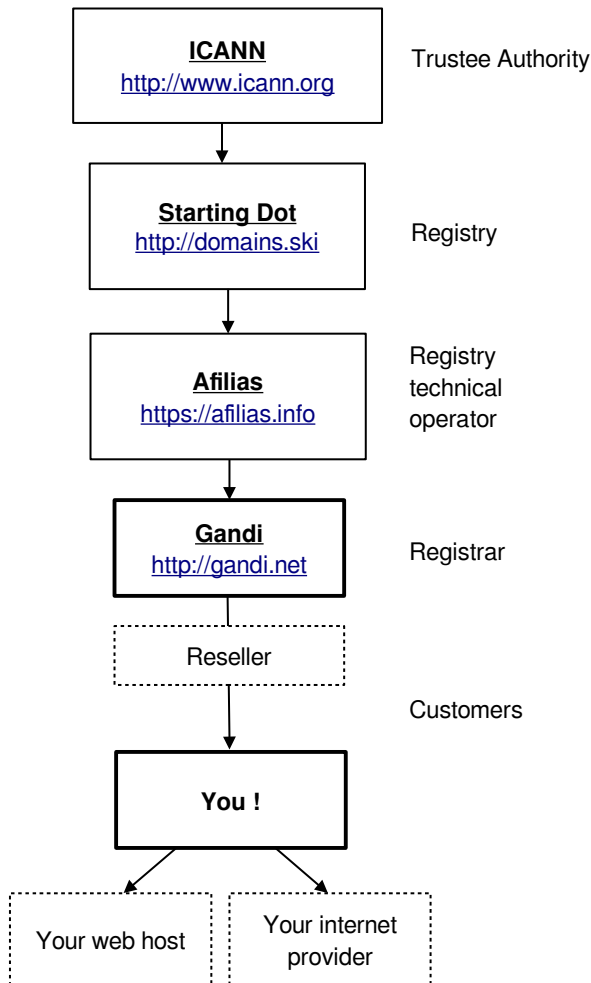 ICANN
http://www.icann.org
Trustee Authority
Starting Dot
http://domains.ski
Registry
Afilias
https://afilias.info
Registry
technical
operator
Gandi
http://gandi.net
Registrar
Reseller
Customers
You !
Your web host
Your internet
provider